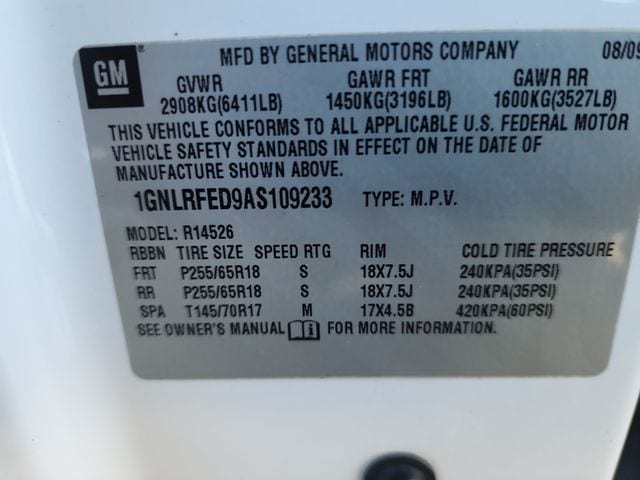 GM MFD BY GENERAL MOTORS COMPANY 08/09
GVWR GAWR FRT GAWR RR
2908KG(6411LB) 1450KG(3196LB) 1600KG(3527LB)
THIS VEHICLE CONFORMS TO ALL APPLICABLE U.S. FEDERAL MOTOR
VEHICLE SAFETY STANDARDS IN EFFECT ON THE DATE OF
MANUFACTURE SHOWN ABOVE.
1GNLRFED9AS109233 TYPE: M.P.V.
MODEL: R14526
RBBN TIRE SIZE SPEED RTG RIM COLD TIRE PRESSURE
FRT P255/65R18 S 18X7.5J 240KPA(35PSI)
RR P255/65R18 S 18X7.5J 240KPA(35PSI)
SPA T145/70R17 M 17X4.5B 420KPA(60PSI)
SEE OWNER'S MANUAL FOR MORE INFORMATION.